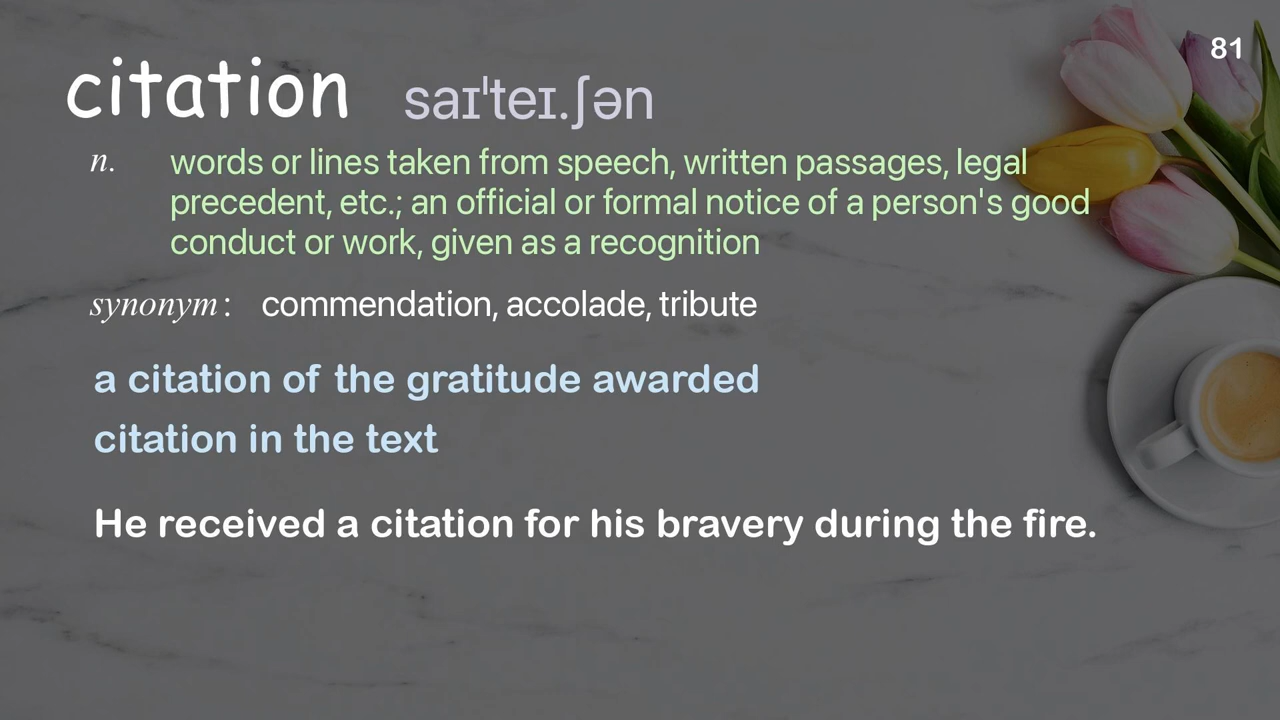 81
citation saɪˈteɪ.ʃən
n. words or lines taken from speech, written passages, legal
precedent, etc.; an official or formal notice of a person's good
conduct or work, given as a recognition
synonym: commendation, accolade, tribute
a citation of the gratitude awarded
citation in the text
He received a citation for his bravery during the fire.